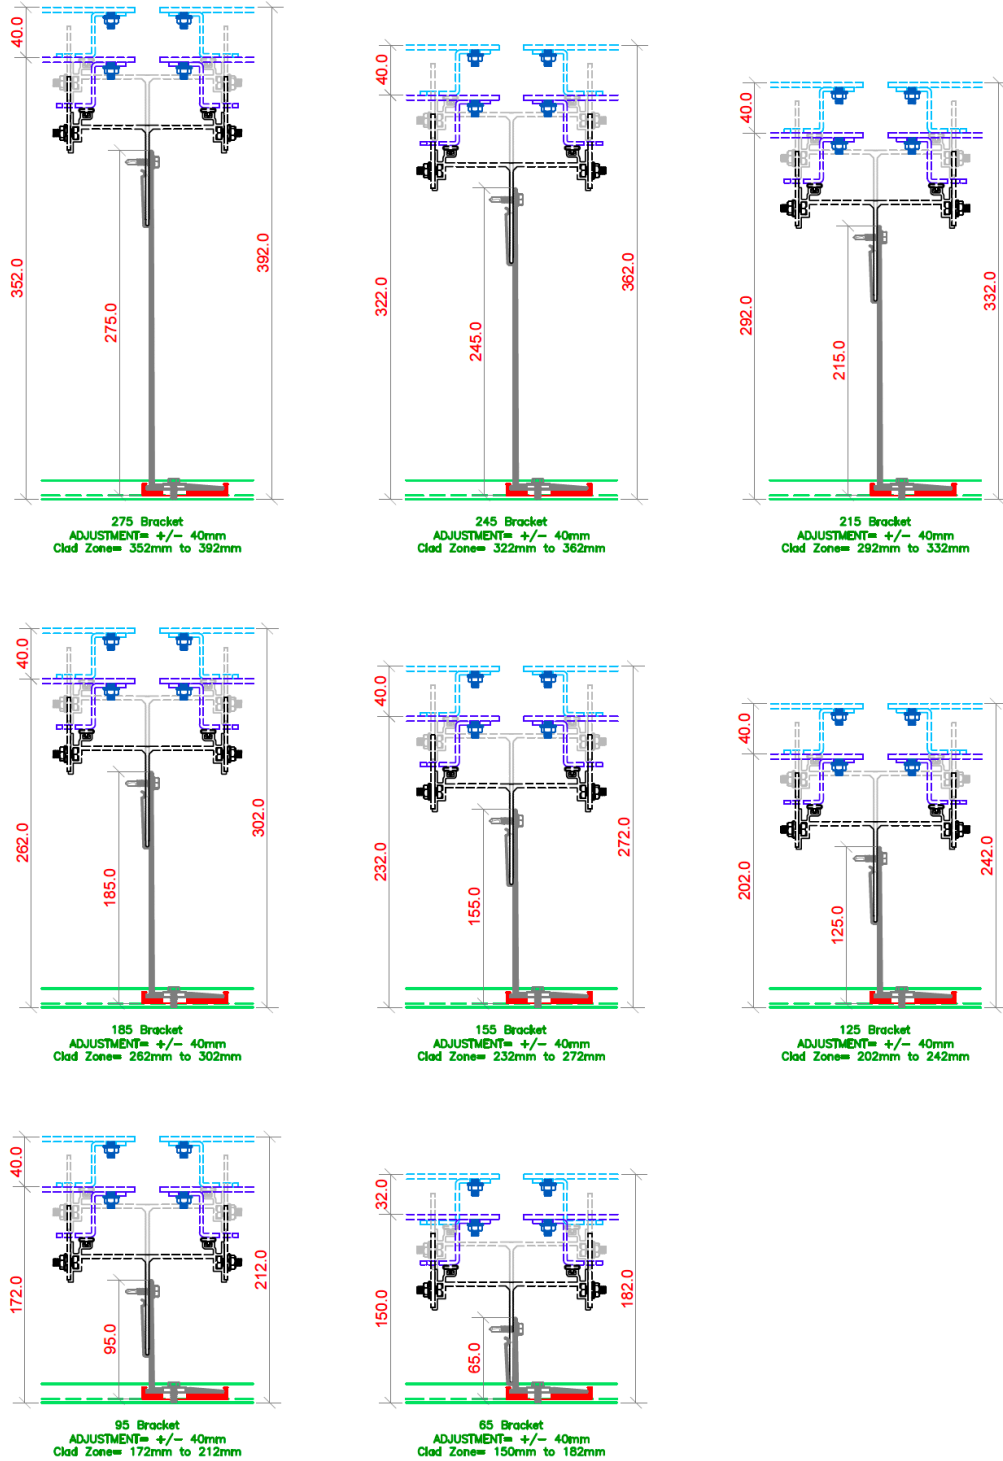 40.0
352.0
275.0
392.0
275 Bracket
ADJUSTMENT= +/- 40mm
Clad Zone= 352mm to 392mm
40.0
322.0
245.0
362.0
245 Bracket
ADJUSTMENT= +/- 40mm
Clad Zone= 322mm to 362mm
40.0
292.0
215.0
332.0
215 Bracket
ADJUSTMENT= +/- 40mm
Clad Zone= 292mm to 332mm
40.0
262.0
185.0
302.0
185 Bracket
ADJUSTMENT= +/- 40mm
Clad Zone= 262mm to 302mm
40.0
232.0
155.0
272.0
155 Bracket
ADJUSTMENT= +/- 40mm
Clad Zone= 232mm to 272mm
40.0
202.0
125.0
242.0
125 Bracket
ADJUSTMENT= +/- 40mm
Clad Zone= 202mm to 242mm
40.0
172.0
95.0
212.0
95 Bracket
ADJUSTMENT= +/- 40mm
Clad Zone= 172mm to 212mm
32.0
150.0
65.0
182.0
65 Bracket
ADJUSTMENT= +/- 40mm
Clad Zone= 150mm to 182mm